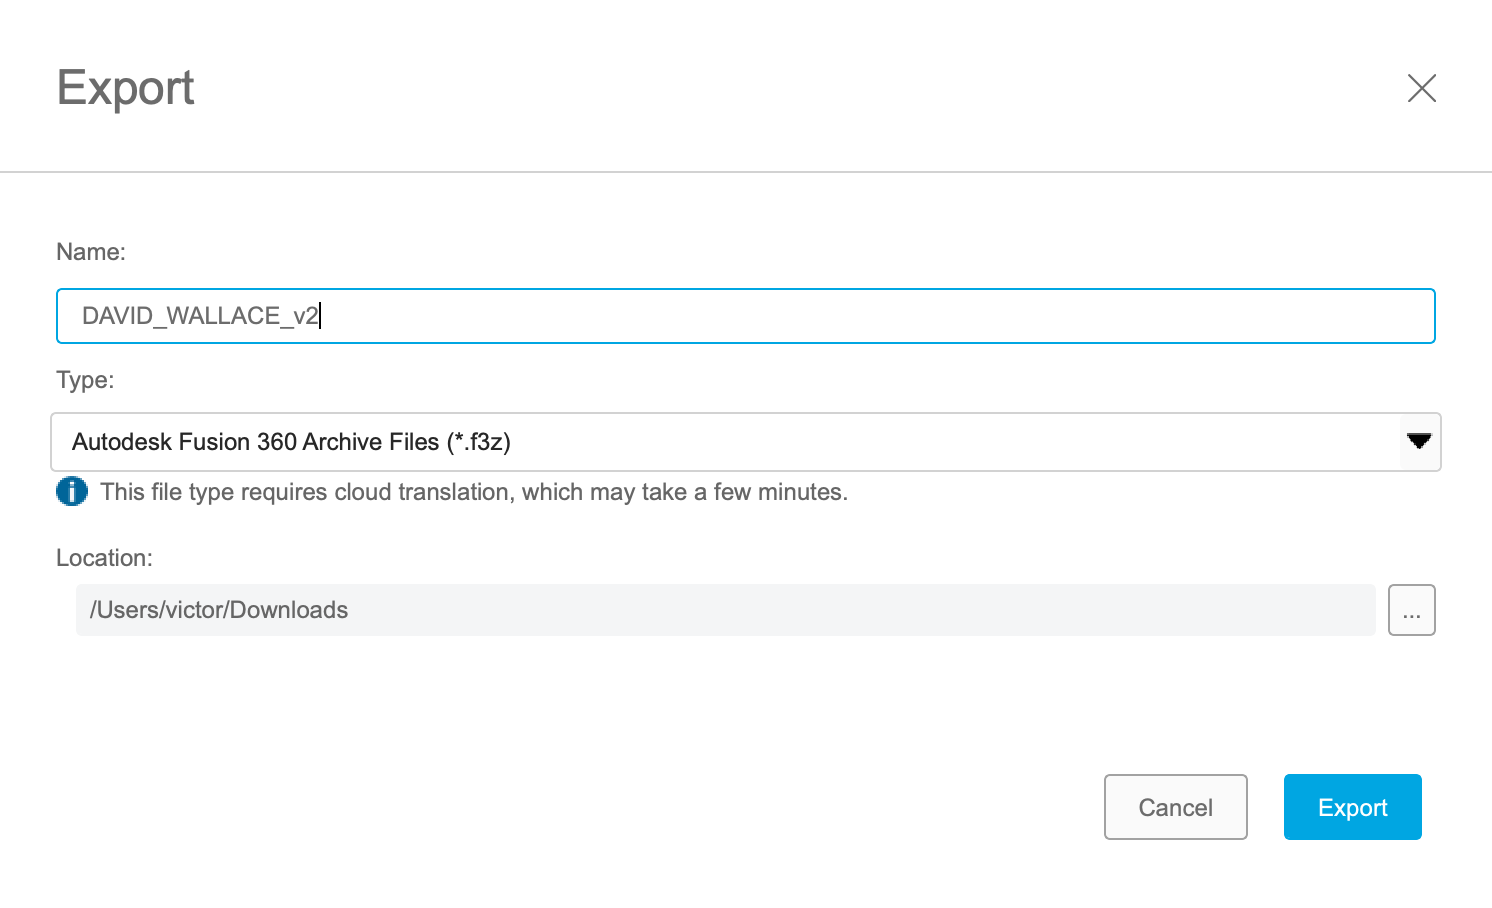 Export
Name:
DAVID_WALLACE_v2
Type:
Autodesk Fusion 360 Archive Files (*.f3z)
This file type requires cloud translation, which may take a few minutes.
Location:
/Users/victor/Downloads
...
Cancel
Export